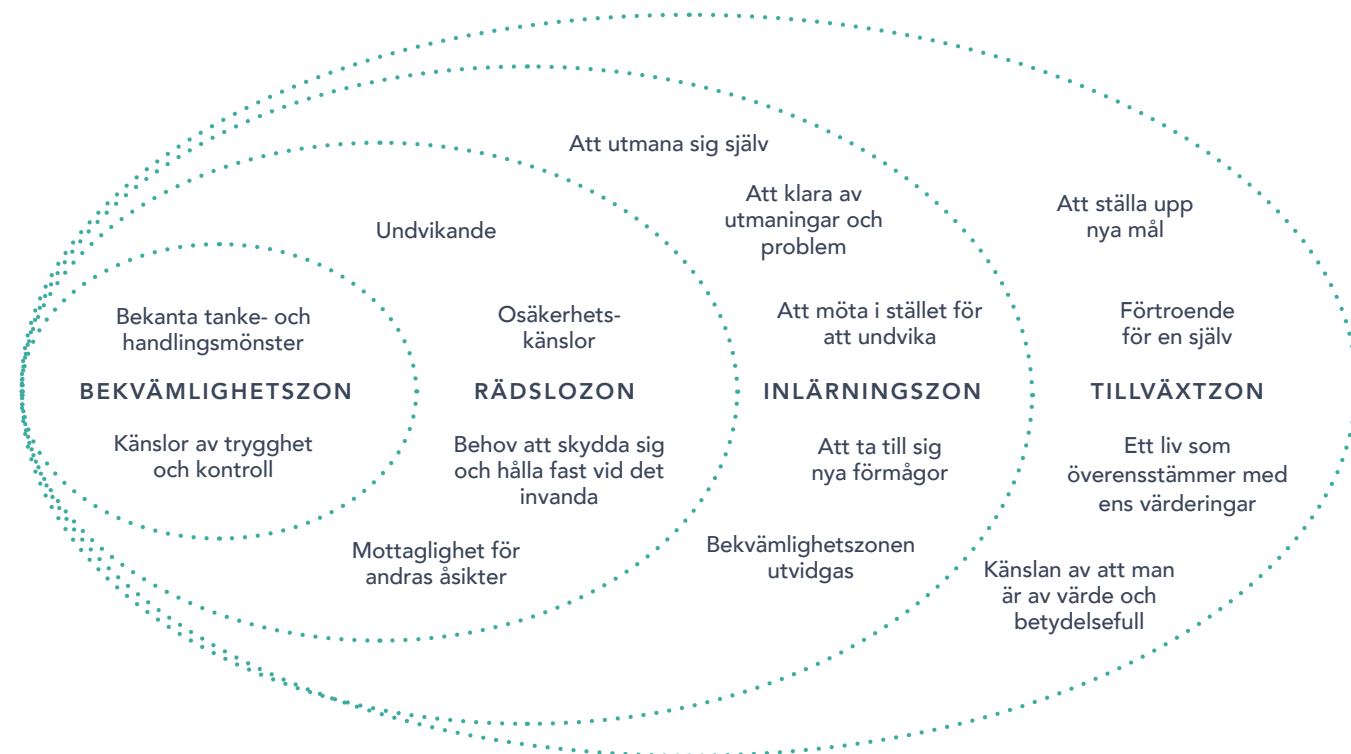 Bekanta tanke- och
handlingsmönster
BEKVÄMLIGHETSZON
Känslor av trygghet
och kontroll
Undvikande
Osäkerhets-
känslor
RÄDSLOZON
Behov att skydda sig
och hålla fast vid det
invanda
Mottaglighet för
andras åsikter
Att utmana sig själv
Att klara av
utmaningar och
problem
Att möta i stället för
att undvika
INLÄRNINGSZON
Att ta till sig
nya förmågor
Bekvämlighetszonen
utvidgas
Att ställa upp
nya mål
Förtroende
för en själv
TILLVÄXTZON
Ett liv som
överensstämmer med
ens värderingar
Känslan av att man
är av värde och
betydelsefull